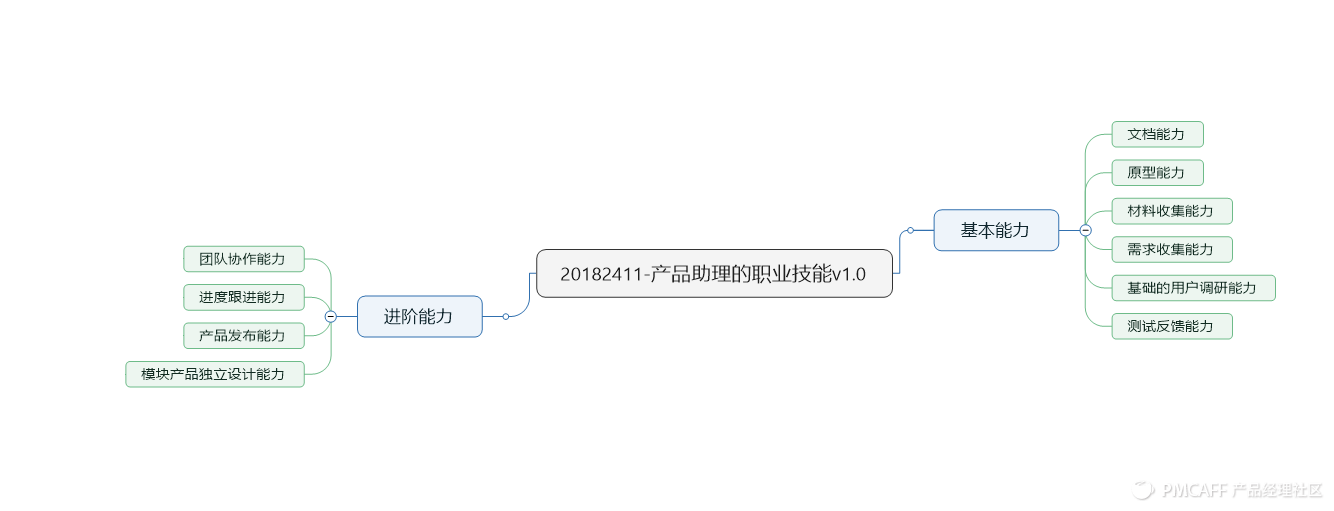 20182411-产品助理的职业技能v1.0
基本能力
文档能力
原型能力
材料收集能力
需求收集能力
基础的用户调研能力
测试反馈能力
进阶能力
团队协作能力
进度跟进能力
产品发布能力
模块产品独立设计能力
PMCAFF 产品经理社区